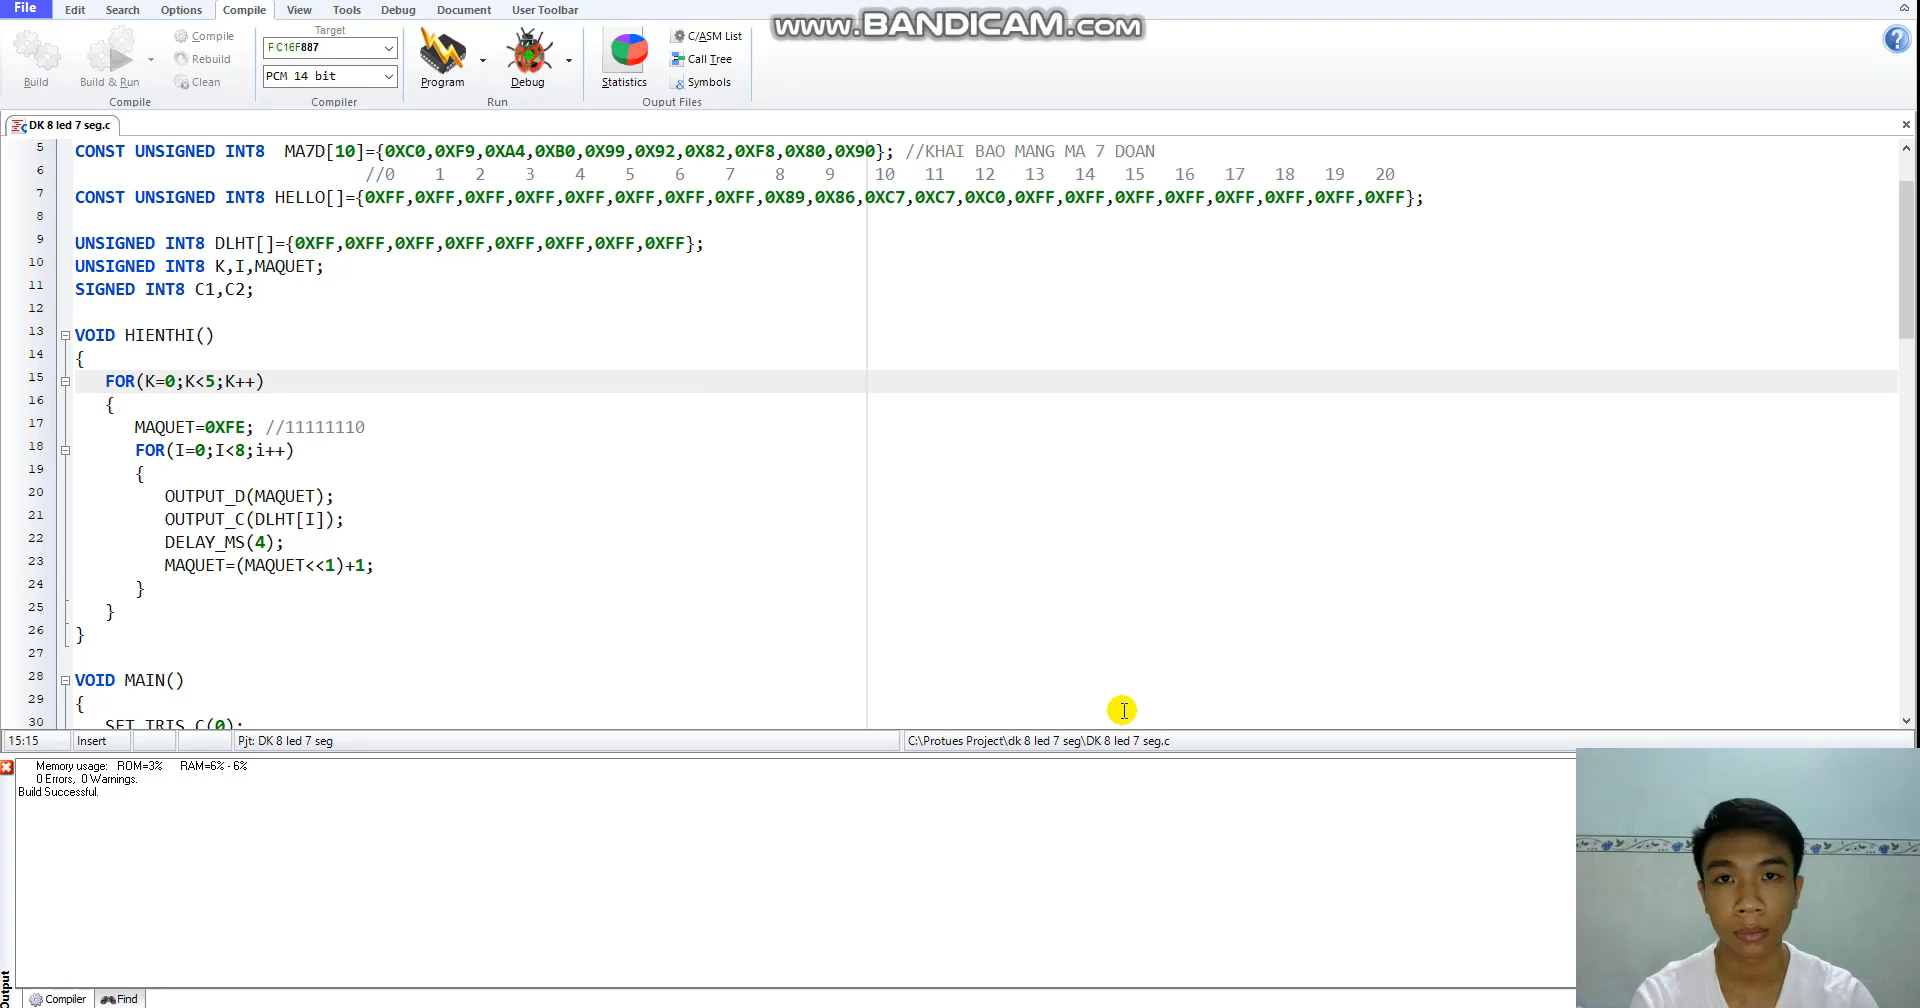 File Edit Search Options Compile View Tools Debug Document User Toolbar
www.BANDICAM.com
Build
Build & Run
Compile
Rebuild
Clean
Compile
Target
PIC16F887
PCM 14 bit
Compiler
Program
Debug
Run
Statistics
C/ASM List
Call Tree
Symbols
Ouput Files
DK 8 led 7 seg.c
5 CONST UNSIGNED INT8  MA7D[10]={0XC0,0XF9,0XA4,0XB0,0X99,0X92,0X82,0XF8,0X80,0X90}; //KHAI BAO MANG MA 7 DOAN
6 //0 1 2 3 4 5 6 7 8 9 10 11 12 13 14 15 16 17 18 19 20
7 CONST UNSIGNED INT8 HELLO[]={0XFF,0XFF,0XFF,0XFF,0XFF,0XFF,0XFF,0XFF,0X89,0X86,0XC7,0XC7,0XC0,0XFF,0XFF,0XFF,0XFF,0XFF,0XFF,0XFF,0XFF};
8
9 UNSIGNED INT8 DLHT[]={0XFF,0XFF,0XFF,0XFF,0XFF,0XFF,0XFF,0XFF};
10 UNSIGNED INT8 K,I,MAQUET;
11 SIGNED INT8 C1,C2;
12
13 VOID HIENTHI()
14 {
15 FOR(K=0;K<5;K++)
16 {
17 MAQUET=0XFE; //11111110
18 FOR(I=0;I<8;i++)
19 {
20 OUTPUT_D(MAQUET);
21 OUTPUT_C(DLHT[I]);
22 DELAY_MS(4);
23 MAQUET=(MAQUET<<1)+1;
24 }
25 }
26 }
27
28 VOID MAIN()
29 {
30 SET_TRIS_C(0);
15:15 Insert Pjt: DK 8 led 7 seg C:\Protues Project\dk 8 led 7 seg\DK 8 led 7 seg.c
Memory usage: ROM=3% RAM=6% - 6%
0 Errors, 0 Warnings.
Build Successful.
Output
Compiler Find